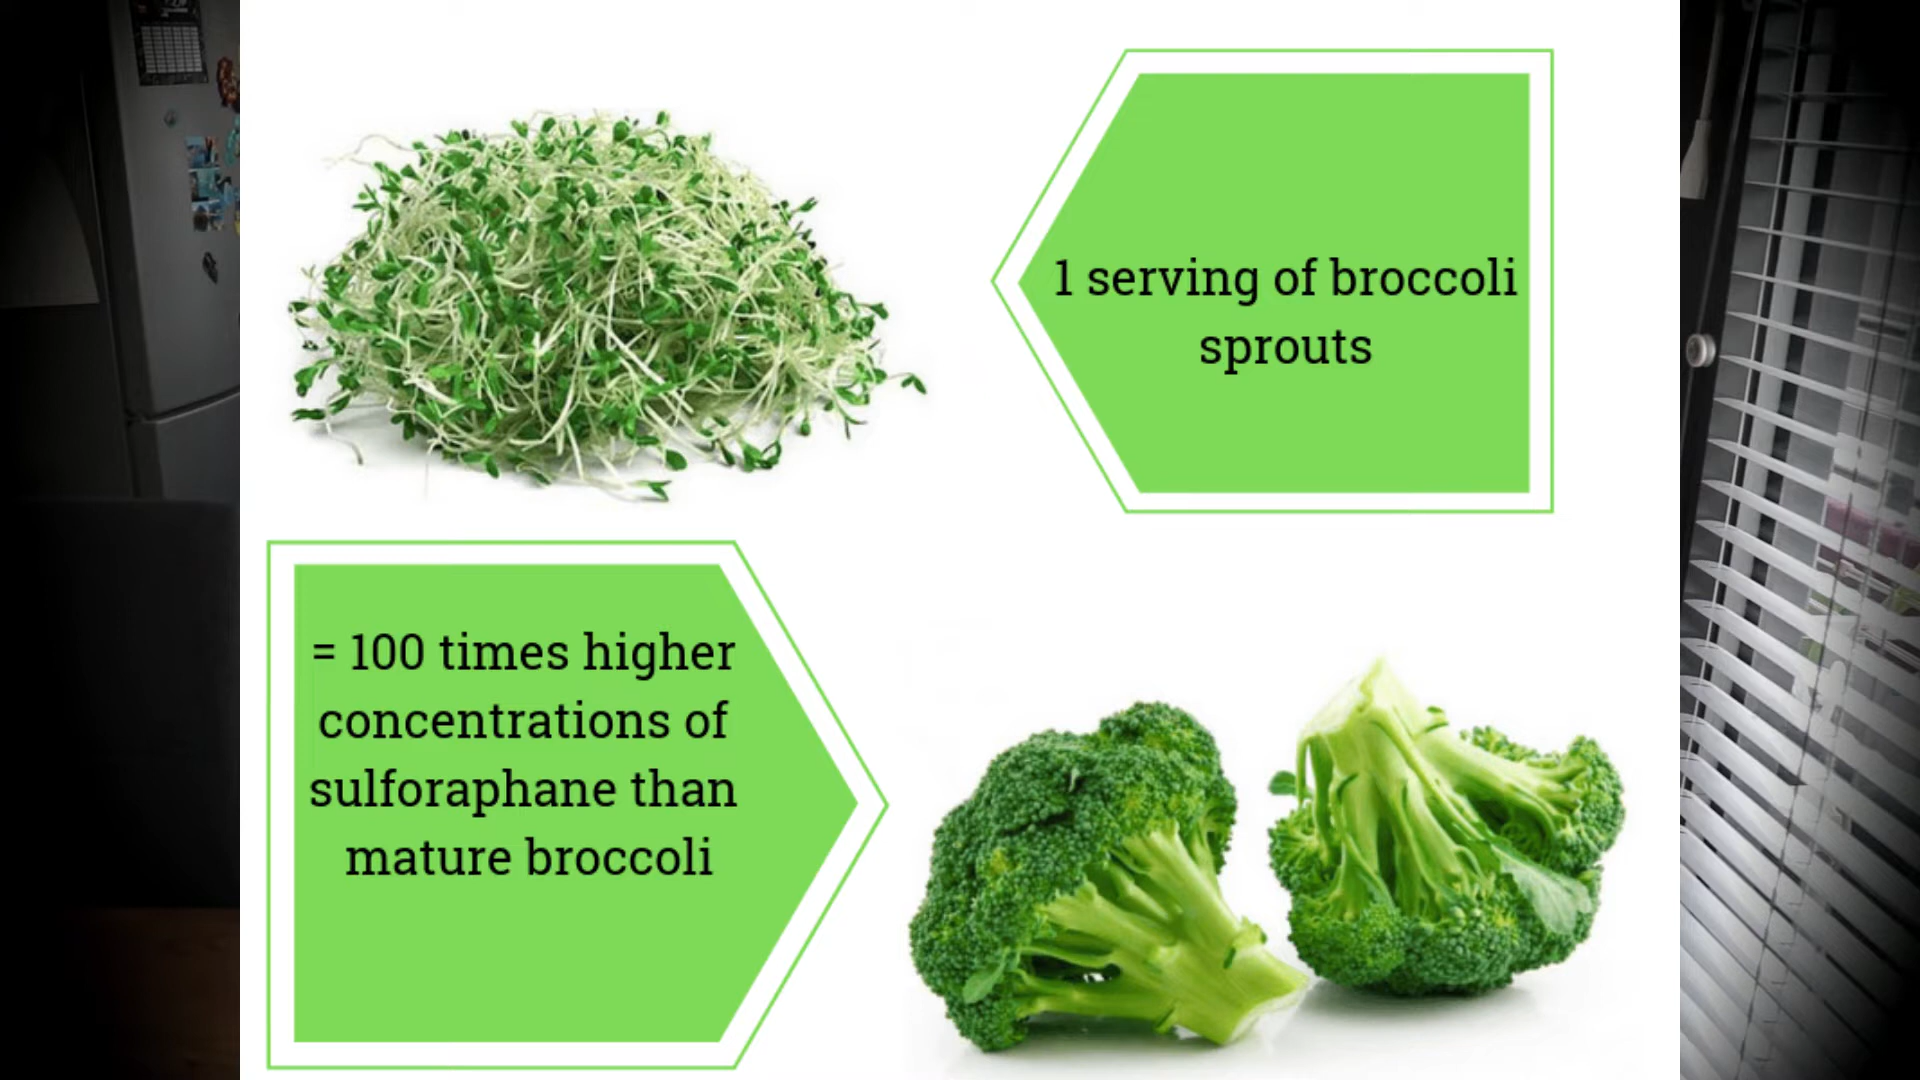 1 serving of broccoli
sprouts
= 100 times higher
concentrations of
sulforaphane than
mature broccoli